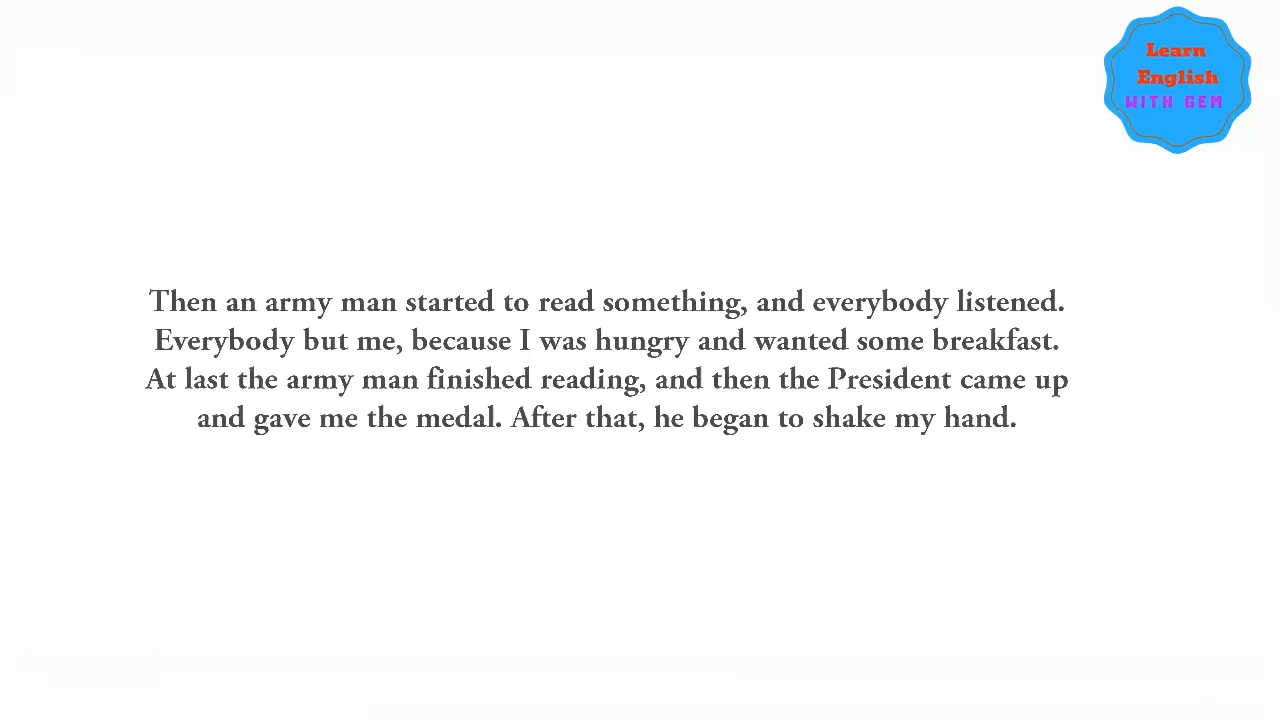 Learn
English
WITH GEM
Then an army man started to read something, and everybody listened.
Everybody but me, because I was hungry and wanted some breakfast.
At last the army man finished reading, and then the President came up
and gave me the medal. After that, he began to shake my hand.